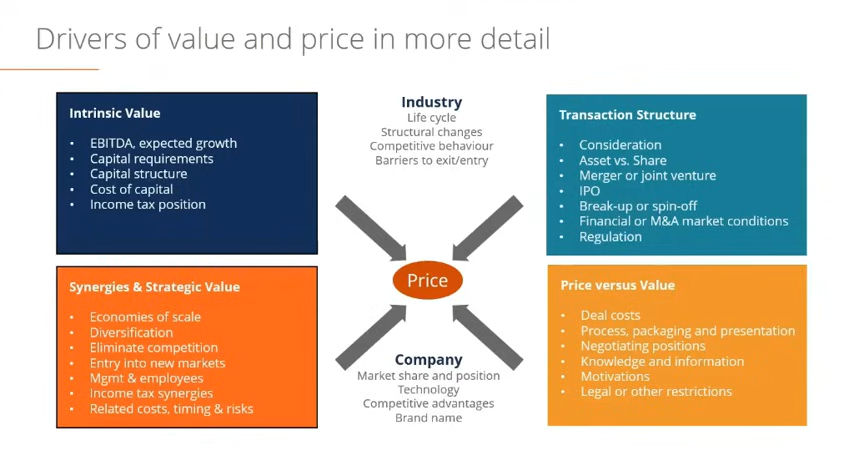 Drivers of value and price in more detail
Intrinsic Value
• EBITDA, expected growth
• Capital requirements
• Capital structure
• Cost of capital
• Income tax position
Industry
Life cycle
Structural changes
Competitive behaviour
Barriers to exit/entry
Transaction Structure
• Consideration
• Asset vs. Share
• Merger or joint venture
• IPO
• Break-up or spin-off
• Financial or M&A market conditions
• Regulation
Price
Synergies & Strategic Value
• Economies of scale
• Diversification
• Eliminate competition
• Entry into new markets
• Mgmt & employees
• Income tax synergies
• Related costs, timing & risks
Company
Market share and position
Technology
Competitive advantages
Brand name
Price versus Value
• Deal costs
• Process, packaging and presentation
• Negotiating positions
• Knowledge and information
• Motivations
• Legal or other restrictions